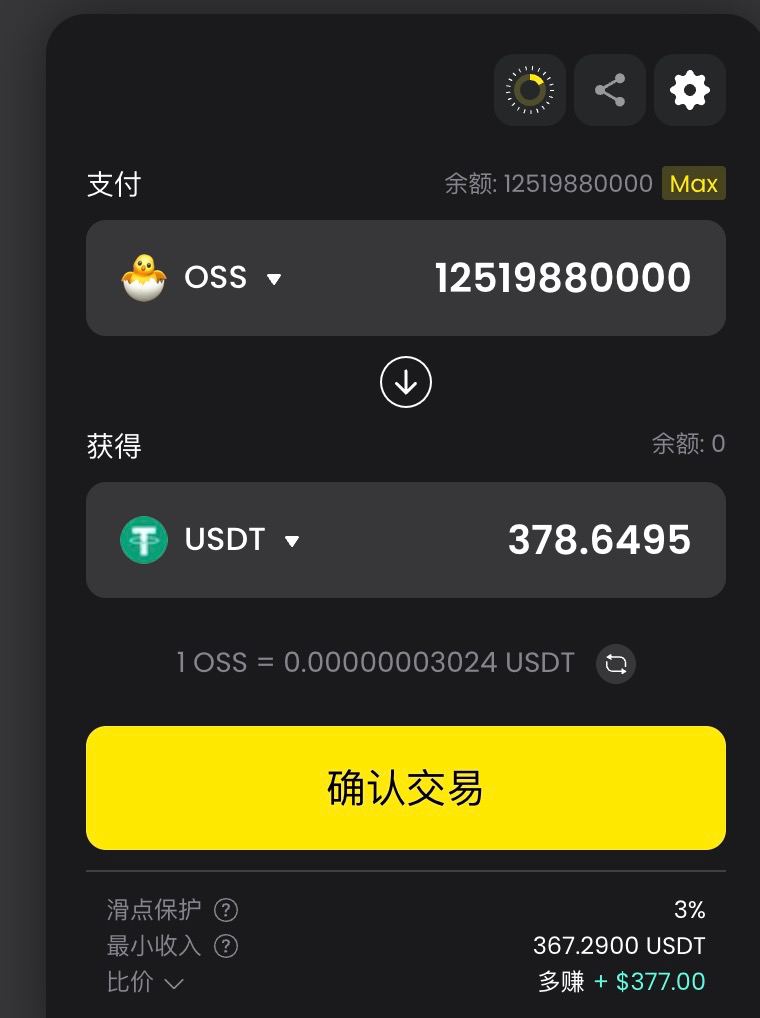 支付 余额: 12519880000 Max
OSS 12519880000
获得 余额: 0
USDT 378.6495
1 OSS = 0.00000003024 USDT
确认交易
滑点保护 ? 3%
最小收入 ? 367.2900 USDT
比价 多赚 + $377.00